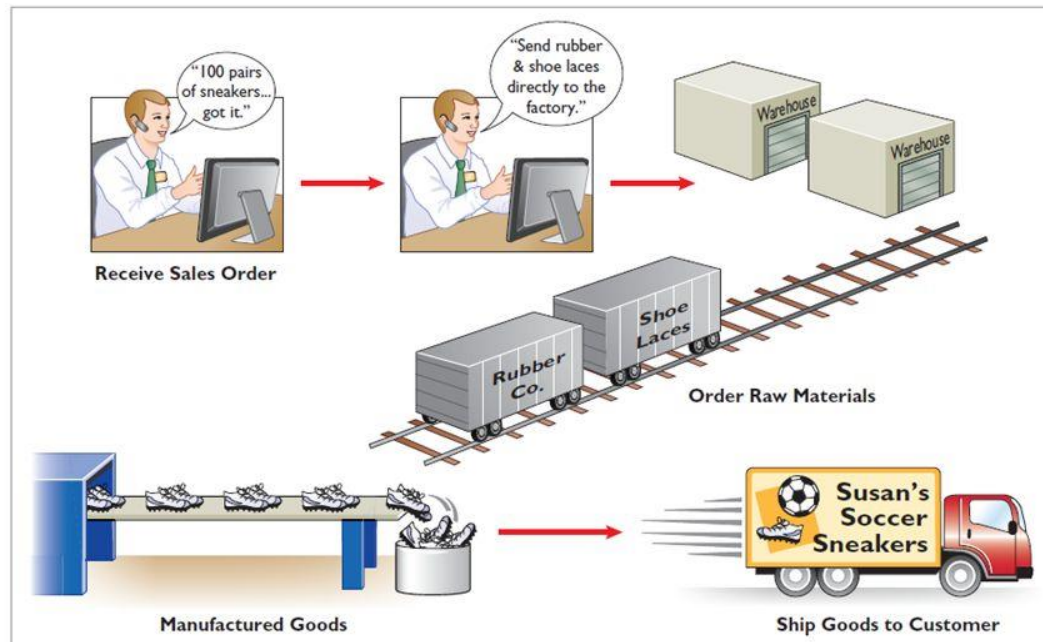 “100 pairs
of sneakers...
got it.”
“Send rubber
& shoe laces
directly to the
factory.”
Warehouse
Warehouse
Receive Sales Order
Shoe
Laces
Rubber
Co.
Order Raw Materials
Susan’s
Soccer
Sneakers
Manufactured Goods
Ship Goods to Customer